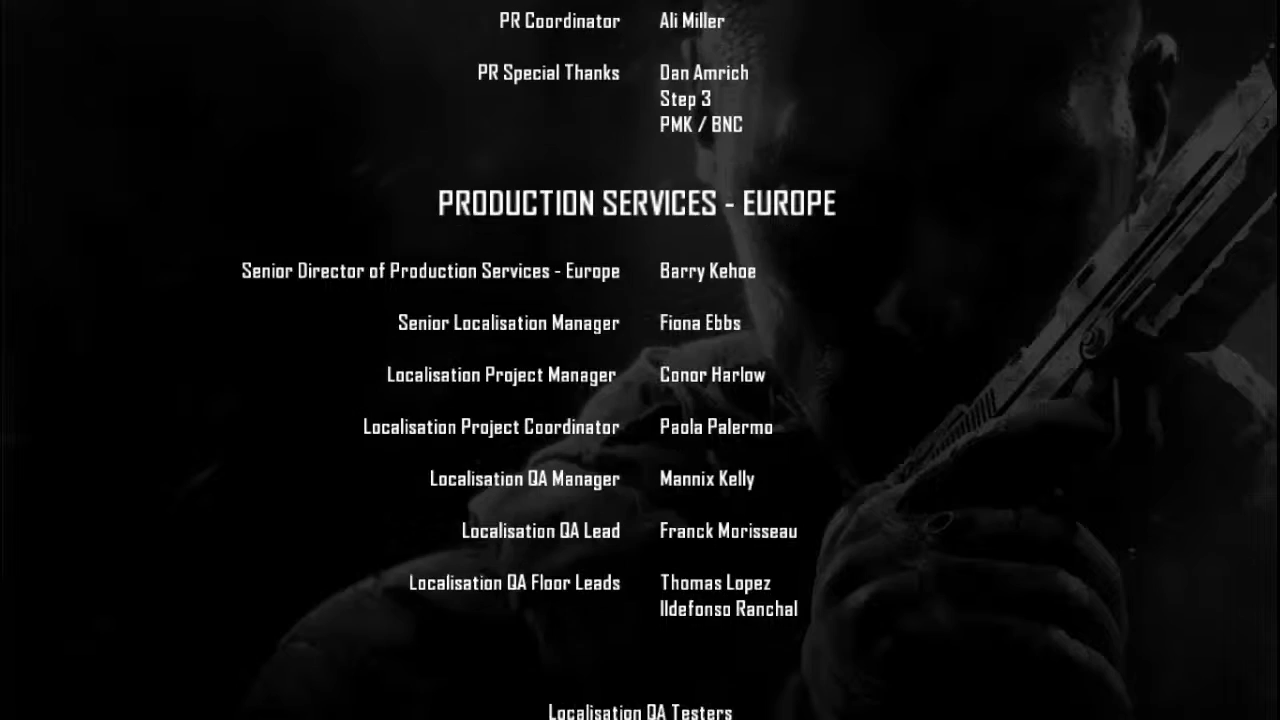 PR Coordinator Ali Miller
PR Special Thanks Dan Amrich
Step 3
PMK / BNC
PRODUCTION SERVICES - EUROPE
Senior Director of Production Services - Europe Barry Kehoe
Senior Localisation Manager Fiona Ebbs
Localisation Project Manager Conor Harlow
Localisation Project Coordinator Paola Palermo
Localisation QA Manager Mannix Kelly
Localisation QA Lead Franck Morisseau
Localisation QA Floor Leads Thomas Lopez
Ildefonso Ranchal
Localisation QA Testers